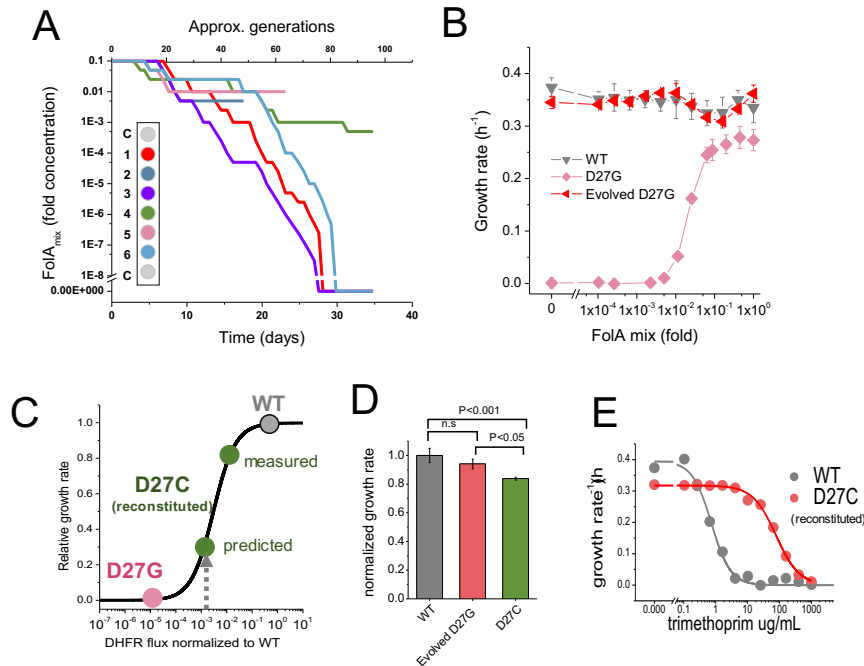 A
Approx. generations
0 20 40 60 80 100
FolAmix (fold concentration)
0.1
0.01
1E-3
1E-4
1E-5
1E-6
1E-7
1E-8
0.00E+000
C
1
2
3
4
5
6
C
0 10 20 30 40
Time (days)
B
Growth rate (h⁻¹)
0.4
0.3
0.2
0.1
0.0
WT
D27G
Evolved D27G
0 1x10⁻⁴ 1x10⁻³ 1x10⁻² 1x10⁻¹ 1x10⁰
FolA mix (fold)
C
Relative growth rate
1.0
0.8
0.6
0.4
0.2
0.0
WT
measured
D27C
(reconstituted)
predicted
D27G
10⁻⁷ 10⁻⁶ 10⁻⁵ 10⁻⁴ 10⁻³ 10⁻² 10⁻¹ 10⁰ 10¹
DHFR flux normalized to WT
D
P<0.001
n.s
P<0.05
normalized growth rate
1.0
0.8
0.6
0.4
0.2
0.0
WT
Evolved D27G
D27C
E
growth rate⁻¹(h
0.4
0.2
0.0
WT
D27C
(reconstituted)
0.000 0.1 1 10 100 1000
trimethoprim ug/mL